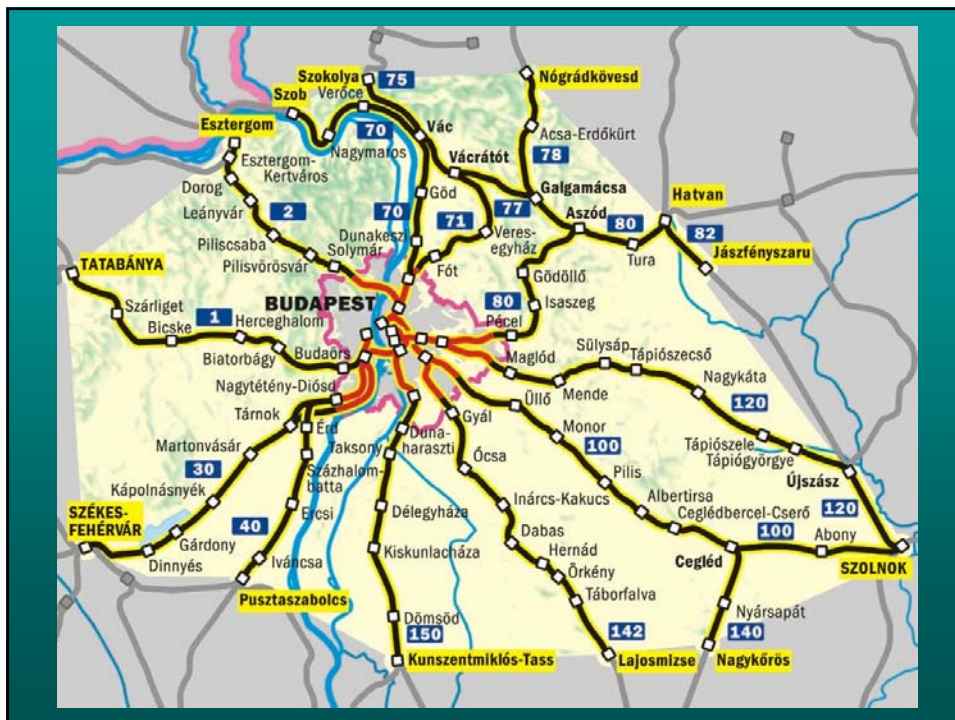 Szokolya
75
Nógrádkövesd
Szob
Verőce
Esztergom
70
Vác
Acsa-Erdőkürt
Nagymaros
78
Esztergom-
Kertváros
Vácrátót
Dorog
Göd
Galgamácsa
Hatvan
Leányvár
2
70
71
77
Aszód
80
82
Piliscsaba
Dunakeszi
Veres-
egyház
Solymár
Tura
Jászfényszaru
Pilisvörösvár
Fót
TATABÁNYA
Gödöllő
BUDAPEST
80
Isaszeg
Szárliget
1
Herceghalom
Pécel
Bicske
Biatorbágy
Budaörs
Maglód
Sülysáp
Tápiószecső
Nagytétény-Diósd
Mende
Nagykáta
Tárnok
Gyál
Üllő
120
Érd
Taksony
Duna-
haraszti
Monor
Martonvásár
100
Tápiószele
30
Százhalom-
batta
Ócsa
Tápiógyörgye
Pilis
Újszász
Kápolnásnyék
Ercsi
Délegyháza
Inárcs-Kakucs
Albertirsa
120
SZÉKES-
FEHÉRVÁR
40
Ceglédbercel-Cserő
Gárdony
Dabas
100
Abony
Dinnyés
Iváncsa
Kiskunlacháza
Hernád
Cegléd
SZOLNOK
Örkény
Pusztaszabolcs
Táborfalva
Dömsöd
Nyársapát
150
142
140
Kunszentmiklós-Tass
Lajosmizse
Nagykőrös